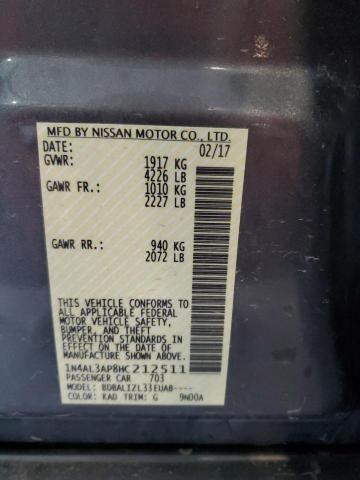 MFD BY NISSAN MOTOR CO., LTD.
DATE: 02/17
GVWR: 1917 KG
4226 LB
GAWR FR.: 1010 KG
2227 LB
GAWR RR.: 940 KG
2072 LB
THIS VEHICLE CONFORMS TO
ALL APPLICABLE FEDERAL
MOTOR VEHICLE SAFETY,
BUMPER, AND THEFT
PREVENTION STANDARDS IN
EFFECT ON THE DATE OF
MANUFACTURE SHOWN ABOVE.
1N4AL3AP8HC212511
PASSENGER CAR 703
MODEL: BDBALIZL33EUAB----
COLOR: KAD TRIM: G 9N00A